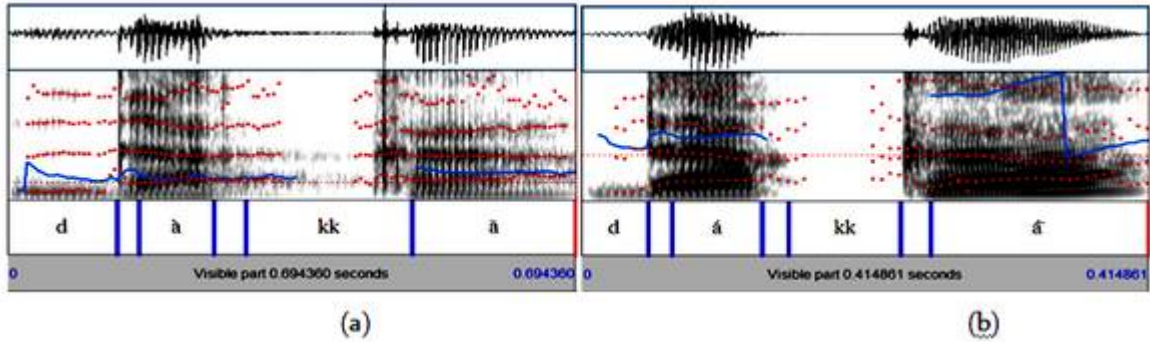 d à kk ā
0 Visible part 0.694360 seconds 0.694360
(a)
d á kk á̄
0 Visible part 0.414861 seconds 0.414861
(b)